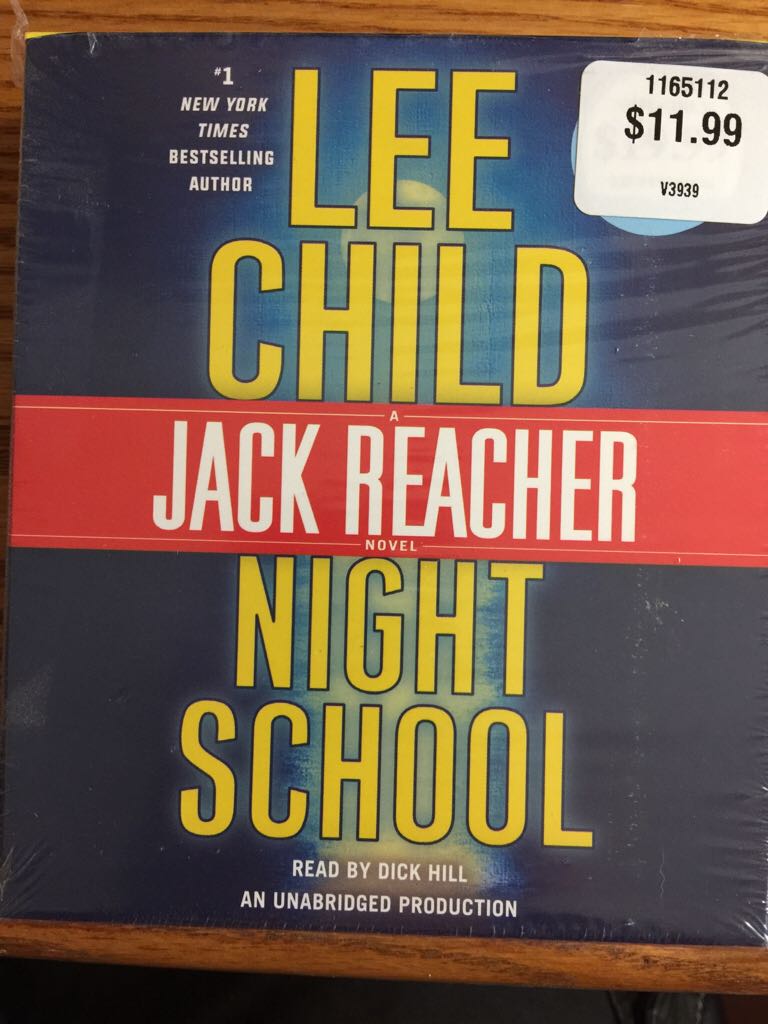 #1
NEW YORK
TIMES
BESTSELLING
AUTHOR
LEE
CHILD
1165112
$11.99
V3939
A
JACK REACHER
NOVEL
NIGHT
SCHOOL
READ BY DICK HILL
AN UNABRIDGED PRODUCTION